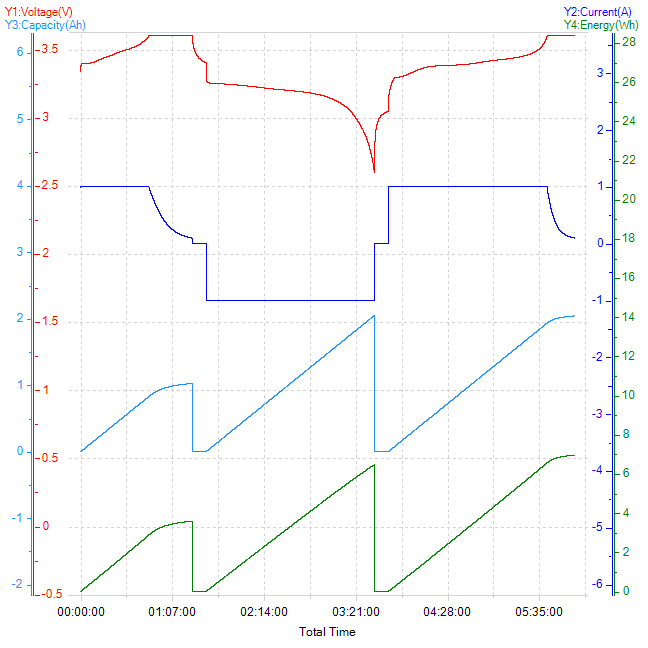 Y1:Voltage(V) Y2:Current(A)
Y3:Capacity(Ah) Y4:Energy(Wh)
6 3.5 3 28
26
5 3 2 24
22
4 2.5 1 20
3 2 0 18
16
2 1.5 -1 14
-2 12
1 1 10
-3
0 0.5 8
-4 6
-1 0 -5 4
2
-2 -0.5 -6 0
00:00:00 01:07:00 02:14:00 03:21:00 04:28:00 05:35:00
Total Time